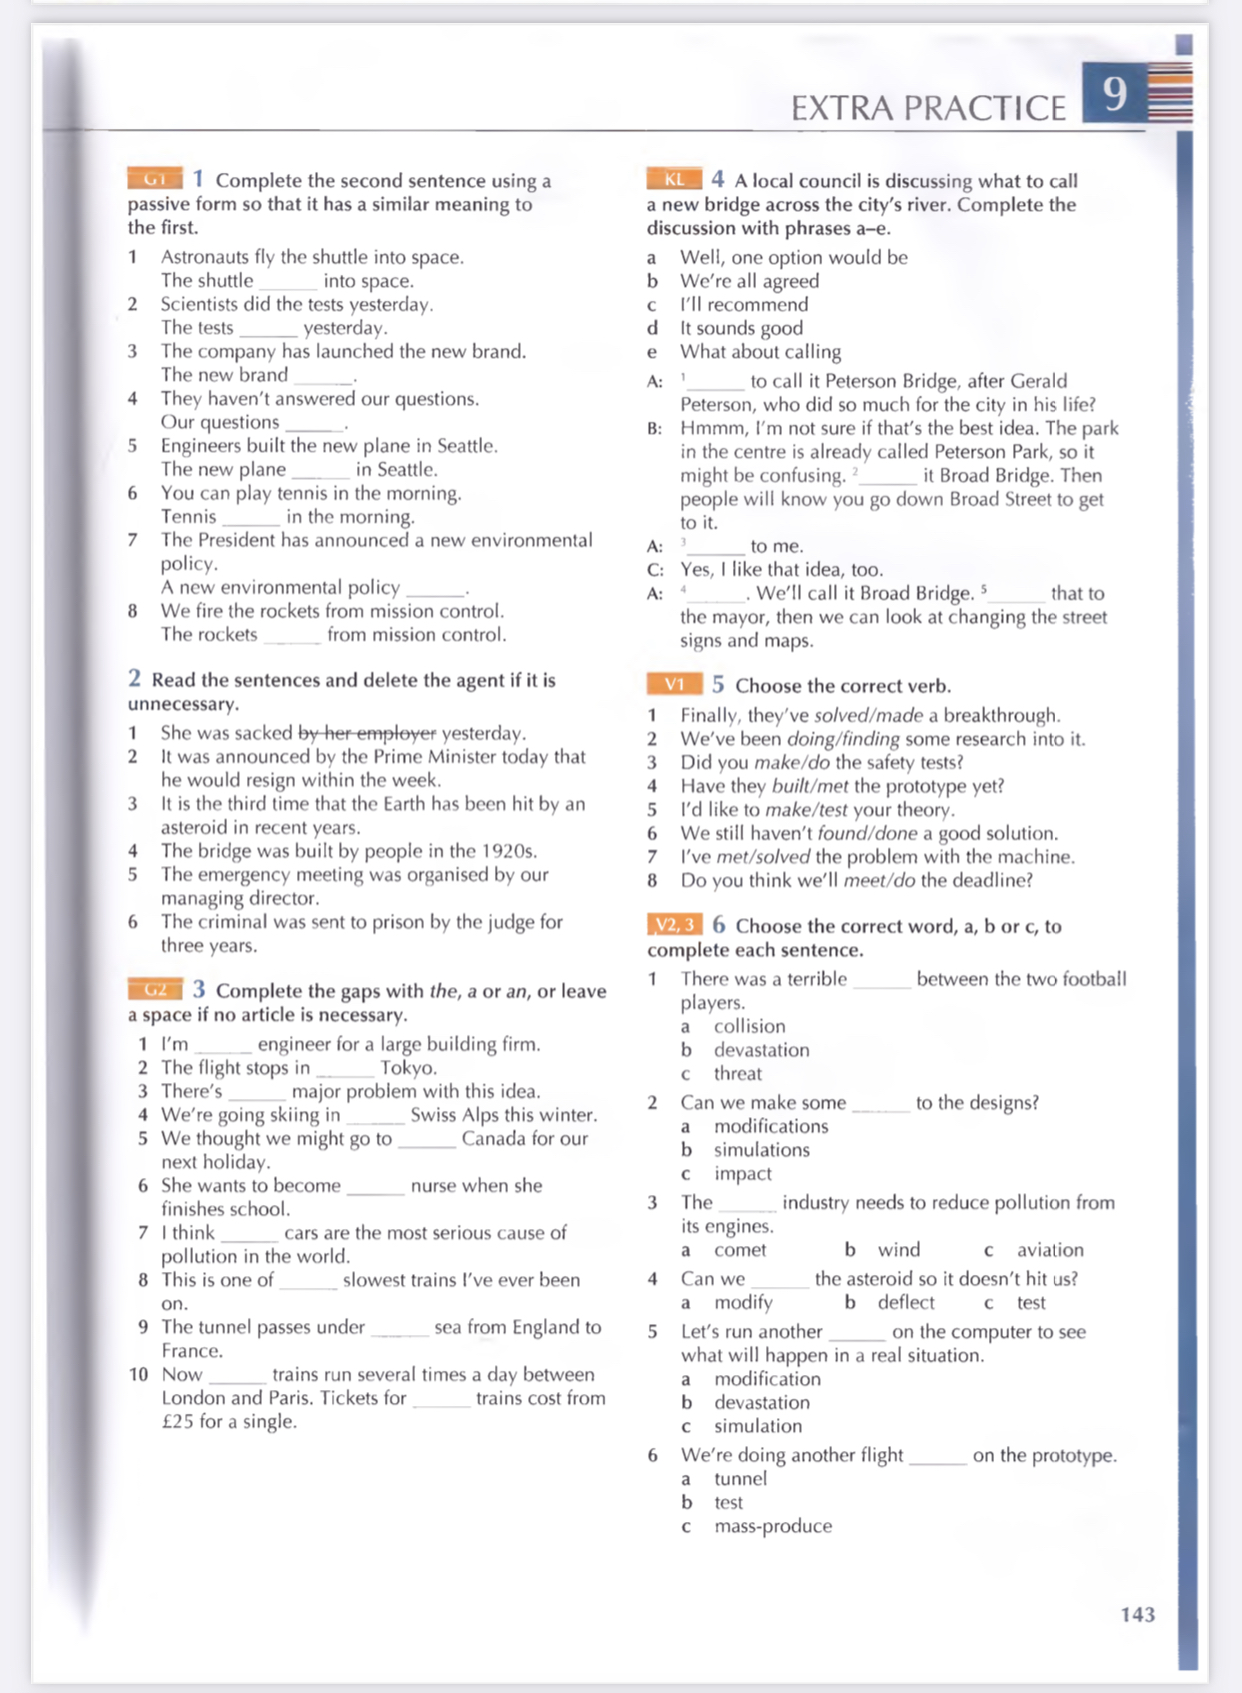 EXTRA PRACTICE 9
G1 1 Complete the second sentence using a
passive form so that it has a similar meaning to
the first.
1 Astronauts fly the shuttle into space.
The shuttle ______ into space.
2 Scientists did the tests yesterday.
The tests ______ yesterday.
3 The company has launched the new brand.
The new brand ______.
4 They haven't answered our questions.
Our questions ______.
5 Engineers built the new plane in Seattle.
The new plane ______ in Seattle.
6 You can play tennis in the morning.
Tennis ______ in the morning.
7 The President has announced a new environmental
policy.
A new environmental policy ______.
8 We fire the rockets from mission control.
The rockets ______ from mission control.
2 Read the sentences and delete the agent if it is
unnecessary.
1 She was sacked by her employer yesterday.
2 It was announced by the Prime Minister today that
he would resign within the week.
3 It is the third time that the Earth has been hit by an
asteroid in recent years.
4 The bridge was built by people in the 1920s.
5 The emergency meeting was organised by our
managing director.
6 The criminal was sent to prison by the judge for
three years.
G2 3 Complete the gaps with the, a or an, or leave
a space if no article is necessary.
1 I'm ______ engineer for a large building firm.
2 The flight stops in ______ Tokyo.
3 There's ______ major problem with this idea.
4 We're going skiing in ______ Swiss Alps this winter.
5 We thought we might go to ______ Canada for our
next holiday.
6 She wants to become ______ nurse when she
finishes school.
7 I think ______ cars are the most serious cause of
pollution in the world.
8 This is one of ______ slowest trains I've ever been
on.
9 The tunnel passes under ______ sea from England to
France.
10 Now ______ trains run several times a day between
London and Paris. Tickets for ______ trains cost from
£25 for a single.
KL 4 A local council is discussing what to call
a new bridge across the city's river. Complete the
discussion with phrases a–e.
a Well, one option would be
b We're all agreed
c I'll recommend
d It sounds good
e What about calling
A: 1______ to call it Peterson Bridge, after Gerald
Peterson, who did so much for the city in his life?
B: Hmmm, I'm not sure if that's the best idea. The park
in the centre is already called Peterson Park, so it
might be confusing. 2______ it Broad Bridge. Then
people will know you go down Broad Street to get
to it.
A: 3______ to me.
C: Yes, I like that idea, too.
A: 4______. We'll call it Broad Bridge. 5______ that to
the mayor, then we can look at changing the street
signs and maps.
V1 5 Choose the correct verb.
1 Finally, they've solved/made a breakthrough.
2 We've been doing/finding some research into it.
3 Did you make/do the safety tests?
4 Have they built/met the prototype yet?
5 I'd like to make/test your theory.
6 We still haven't found/done a good solution.
7 I've met/solved the problem with the machine.
8 Do you think we'll meet/do the deadline?
V2, 3 6 Choose the correct word, a, b or c, to
complete each sentence.
1 There was a terrible ______ between the two football
players.
a collision
b devastation
c threat
2 Can we make some ______ to the designs?
a modifications
b simulations
c impact
3 The ______ industry needs to reduce pollution from
its engines.
a comet b wind c aviation
4 Can we ______ the asteroid so it doesn't hit us?
a modify b deflect c test
5 Let's run another ______ on the computer to see
what will happen in a real situation.
a modification
b devastation
c simulation
6 We're doing another flight ______ on the prototype.
a tunnel
b test
c mass-produce
143